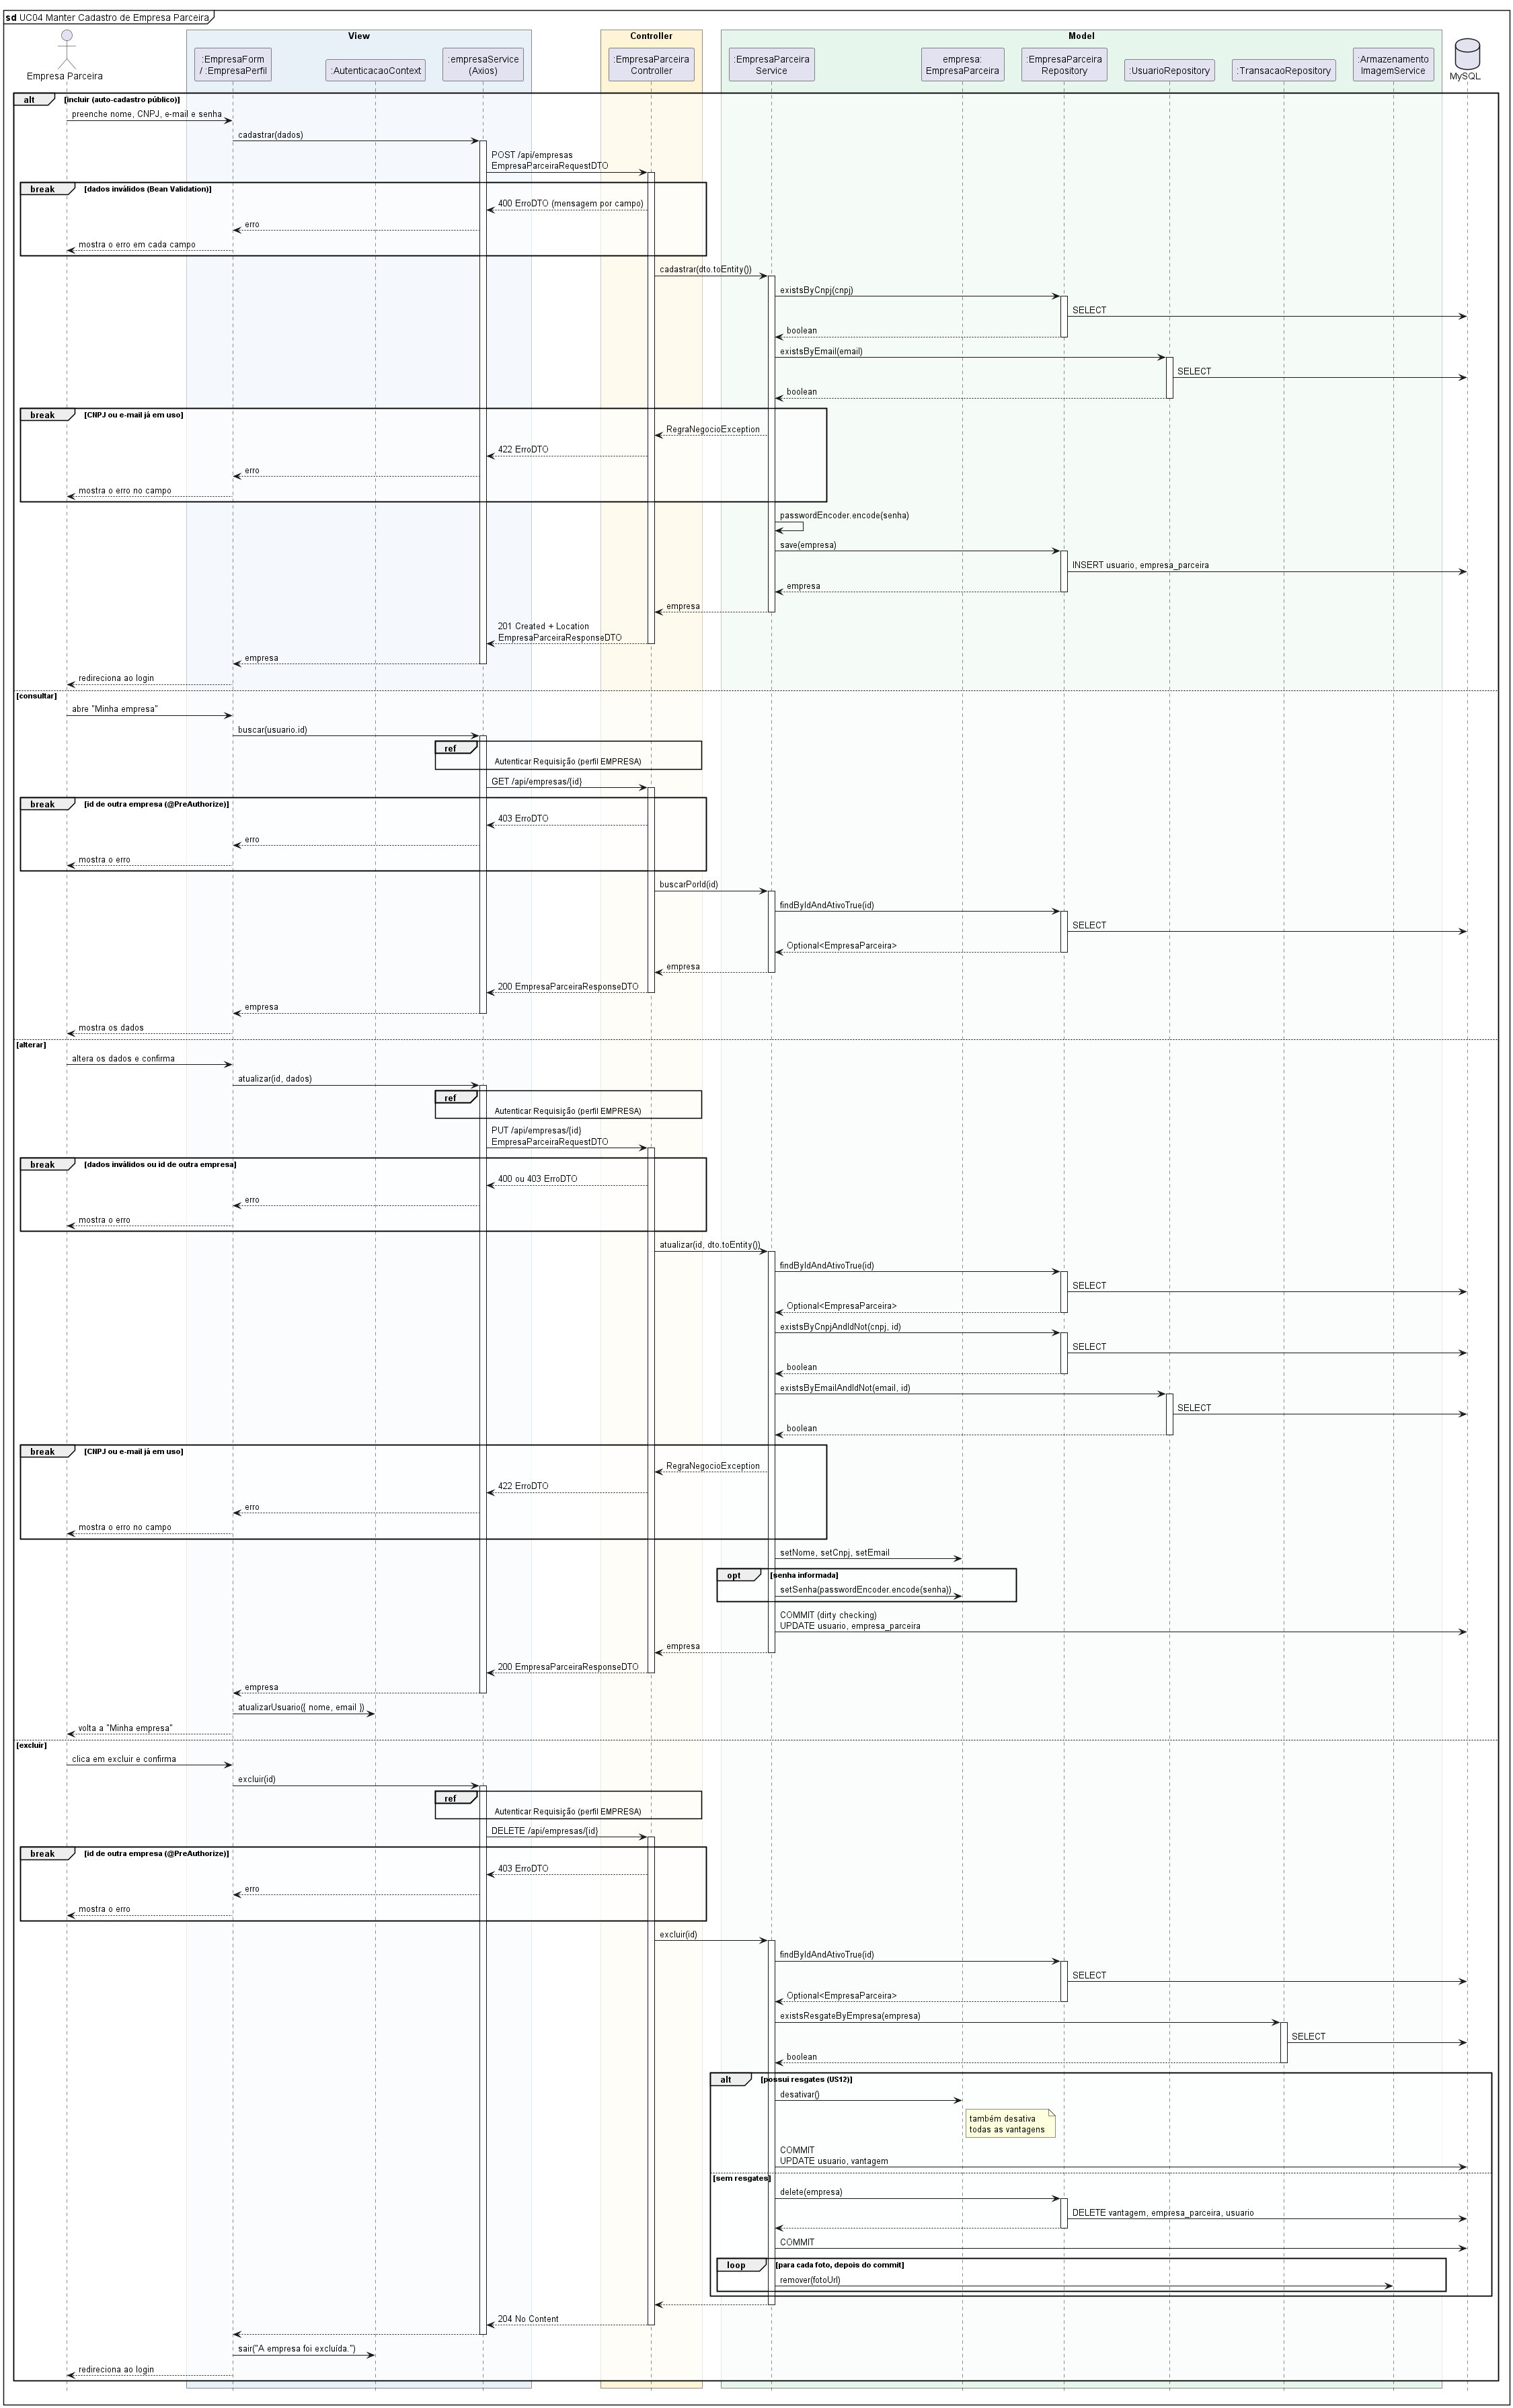 sd UC04 Manter Cadastro de Empresa Parceira
View
Controller
Model
Empresa Parceira
:EmpresaForm
/ :EmpresaPerfil
:AutenticacaoContext
:empresaService
(Axios)
:EmpresaParceira
Controller
:EmpresaParceira
Service
empresa:
EmpresaParceira
:EmpresaParceira
Repository
:UsuarioRepository
:TransacaoRepository
:Armazenamento
ImagemService
MySQL
alt [incluir (auto-cadastro público)]
preenche nome, CNPJ, e-mail e senha
cadastrar(dados)
POST /api/empresas
EmpresaParceiraRequestDTO
break [dados inválidos (Bean Validation)]
400 ErroDTO (mensagem por campo)
erro
mostra o erro em cada campo
cadastrar(dto.toEntity())
existsByCnpj(cnpj)
SELECT
boolean
existsByEmail(email)
SELECT
boolean
break [CNPJ ou e-mail já em uso]
RegraNegocioException
422 ErroDTO
erro
mostra o erro no campo
passwordEncoder.encode(senha)
save(empresa)
INSERT usuario, empresa_parceira
empresa
empresa
201 Created + Location
EmpresaParceiraResponseDTO
empresa
redireciona ao login
[consultar]
abre "Minha empresa"
buscar(usuario.id)
ref
Autenticar Requisição (perfil EMPRESA)
GET /api/empresas/{id}
break [id de outra empresa (@PreAuthorize)]
403 ErroDTO
erro
mostra o erro
buscarPorId(id)
findByIdAndAtivoTrue(id)
SELECT
Optional<EmpresaParceira>
empresa
200 EmpresaParceiraResponseDTO
empresa
mostra os dados
[alterar]
altera os dados e confirma
atualizar(id, dados)
ref
Autenticar Requisição (perfil EMPRESA)
PUT /api/empresas/{id}
EmpresaParceiraRequestDTO
break [dados inválidos ou id de outra empresa]
400 ou 403 ErroDTO
erro
mostra o erro
atualizar(id, dto.toEntity())
findByIdAndAtivoTrue(id)
SELECT
Optional<EmpresaParceira>
existsByCnpjAndIdNot(cnpj, id)
SELECT
boolean
existsByEmailAndIdNot(email, id)
SELECT
boolean
break [CNPJ ou e-mail já em uso]
RegraNegocioException
422 ErroDTO
erro
mostra o erro no campo
setNome, setCnpj, setEmail
opt [senha informada]
setSenha(passwordEncoder.encode(senha))
COMMIT (dirty checking)
UPDATE usuario, empresa_parceira
empresa
200 EmpresaParceiraResponseDTO
empresa
atualizarUsuario({ nome, email })
volta a "Minha empresa"
[excluir]
clica em excluir e confirma
excluir(id)
ref
Autenticar Requisição (perfil EMPRESA)
DELETE /api/empresas/{id}
break [id de outra empresa (@PreAuthorize)]
403 ErroDTO
erro
mostra o erro
excluir(id)
findByIdAndAtivoTrue(id)
SELECT
Optional<EmpresaParceira>
existsResgateByEmpresa(empresa)
SELECT
boolean
alt [possui resgates (US12)]
desativar()
também desativa
todas as vantagens
COMMIT
UPDATE usuario, vantagem
[sem resgates]
delete(empresa)
DELETE vantagem, empresa_parceira, usuario
COMMIT
loop [para cada foto, depois do commit]
remover(fotoUrl)
204 No Content
sair("A empresa foi excluída.")
redireciona ao login